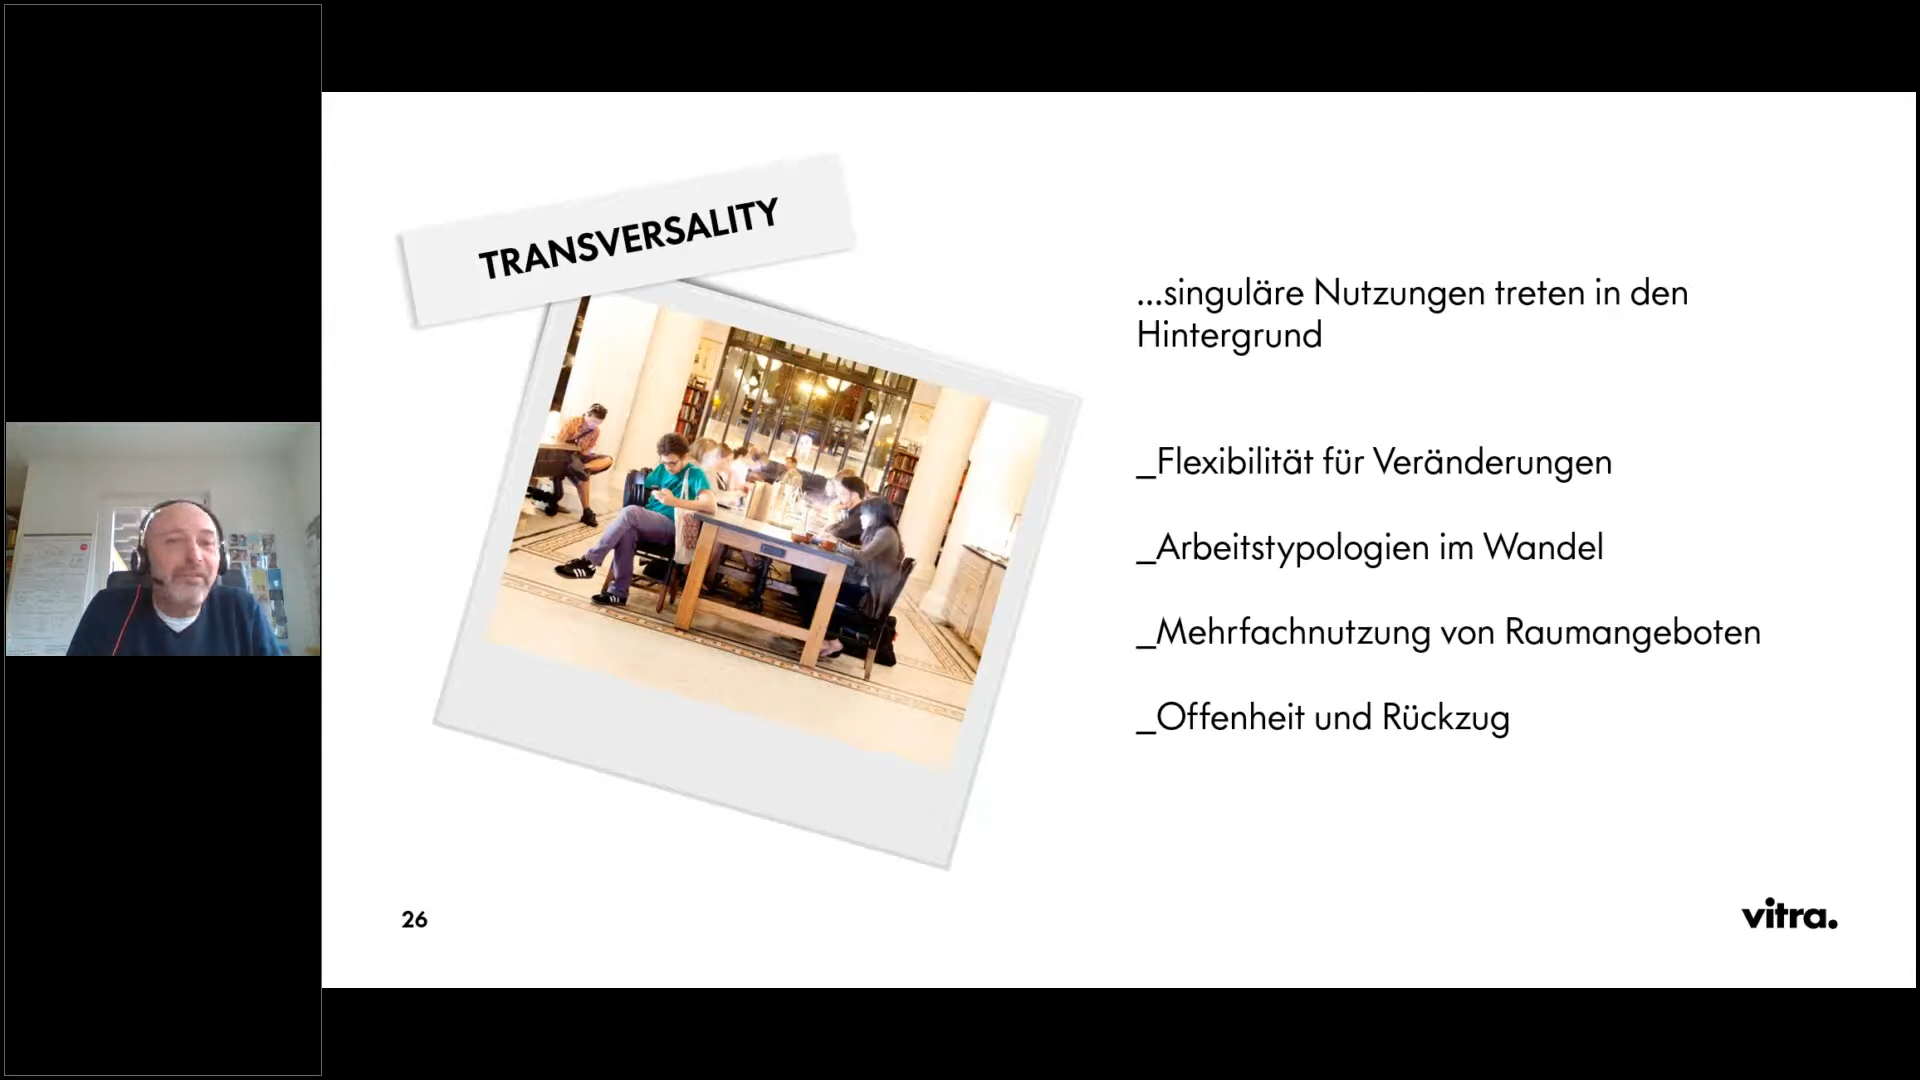 TRANSVERSALITY
...singuläre Nutzungen treten in den
Hintergrund
_Flexibilität für Veränderungen
_Arbeitstypologien im Wandel
_Mehrfachnutzung von Raumangeboten
_Offenheit und Rückzug
26
vitra.